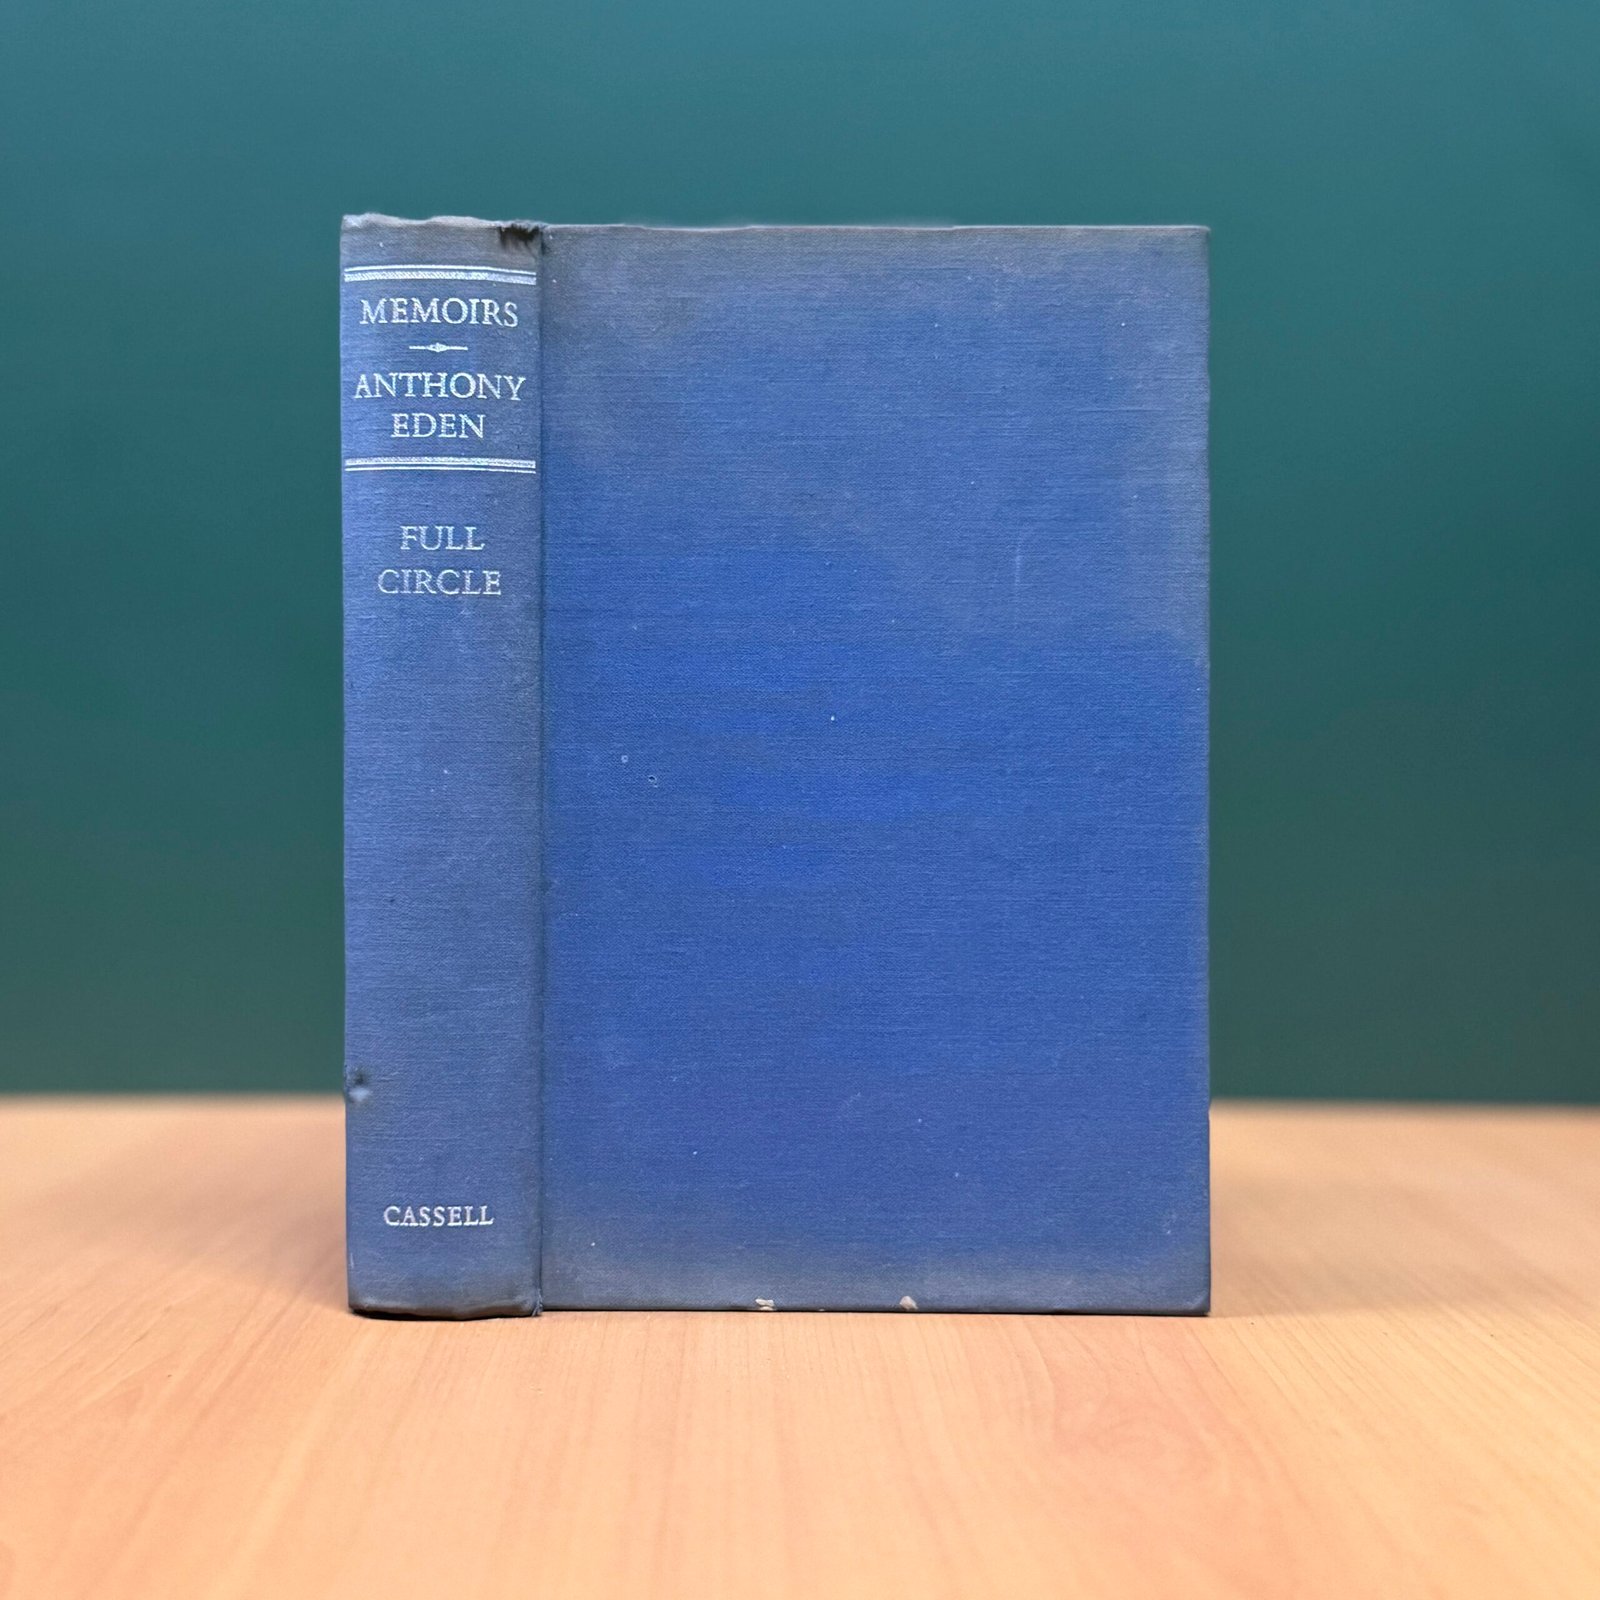 MEMOIRS
ANTHONY
EDEN
FULL
CIRCLE
CASSELL